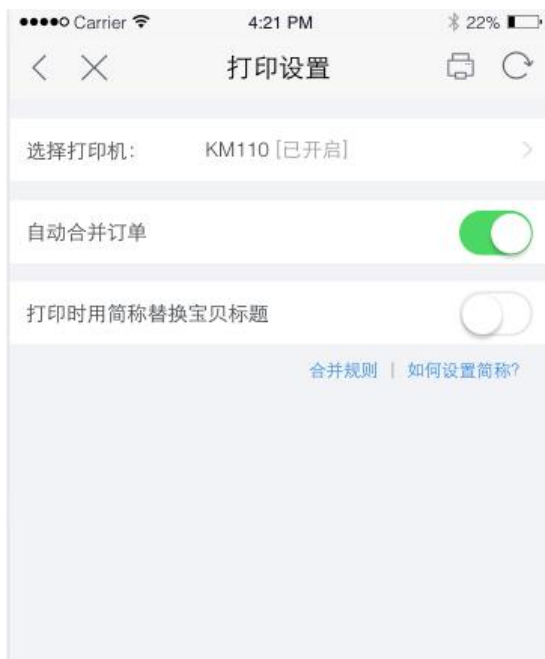 Carrier 4:21 PM 22%
打印设置
选择打印机： KM110 [已开启]
自动合并订单
打印时用简称替换宝贝标题
合并规则 | 如何设置简称?